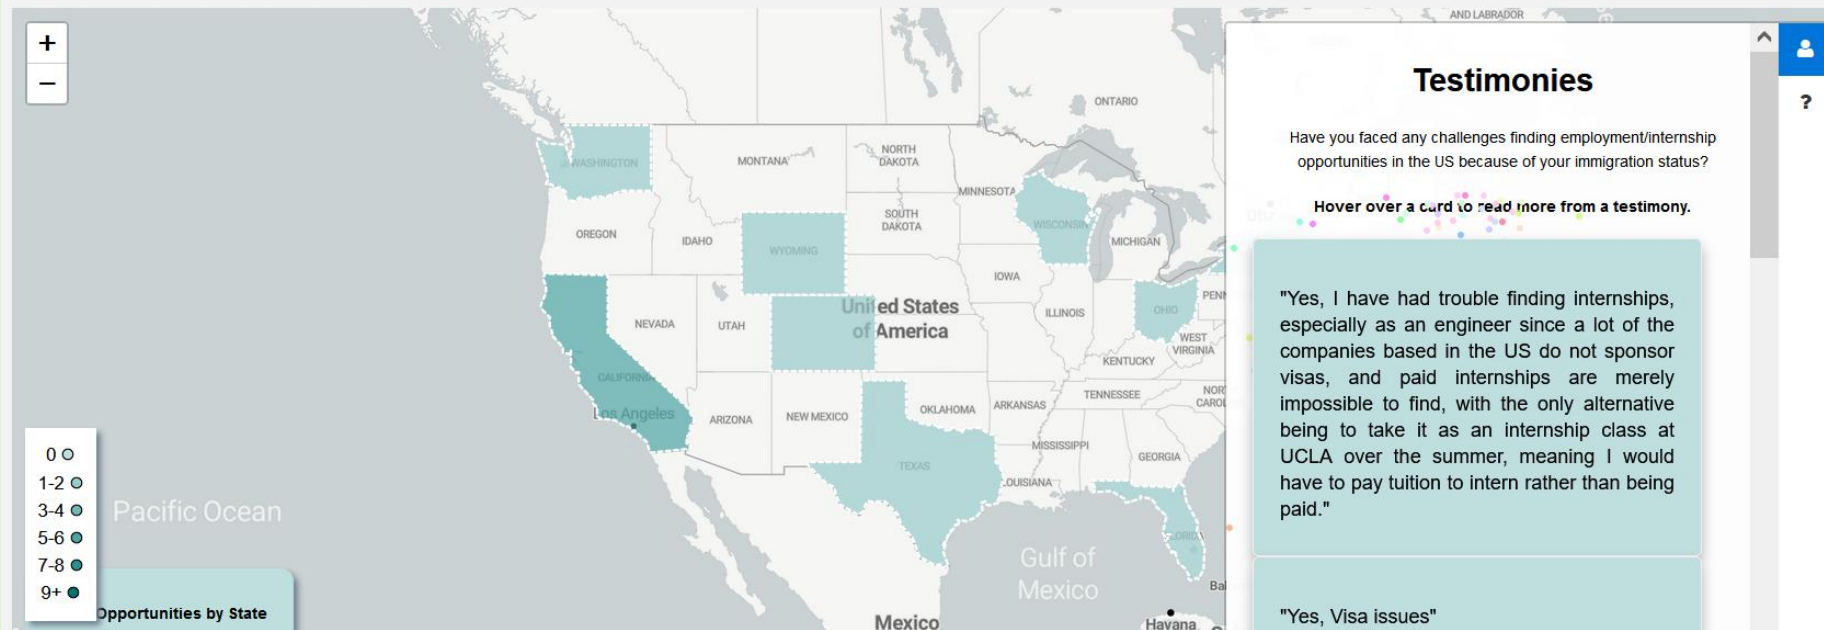 +
−
AND LABRADOR
ONTARIO
WASHINGTON
MONTANA
NORTH
DAKOTA
MINNESOTA
SOUTH
DAKOTA
OREGON
IDAHO
WYOMING
WISCONSIN
MICHIGAN
IOWA
NEVADA
UTAH
United States
of America
ILLINOIS
OHIO
PENN
WEST
VIRGINIA
KENTUCKY
CALIFORNIA
Los Angeles
ARIZONA
NEW MEXICO
OKLAHOMA
ARKANSAS
TENNESSEE
NOR
CAROL
MISSISSIPPI
GEORGIA
TEXAS
LOUISIANA
FLORIDA
Pacific Ocean
Gulf of
Mexico
Mexico
Havana
Bal
0
1-2
3-4
5-6
7-8
9+
Opportunities by State
Testimonies
?
Have you faced any challenges finding employment/internship
opportunities in the US because of your immigration status?
Hover over a card to read more from a testimony.
"Yes, I have had trouble finding internships,
especially as an engineer since a lot of the
companies based in the US do not sponsor
visas, and paid internships are merely
impossible to find, with the only alternative
being to take it as an internship class at
UCLA over the summer, meaning I would
have to pay tuition to intern rather than being
paid."
"Yes, Visa issues"